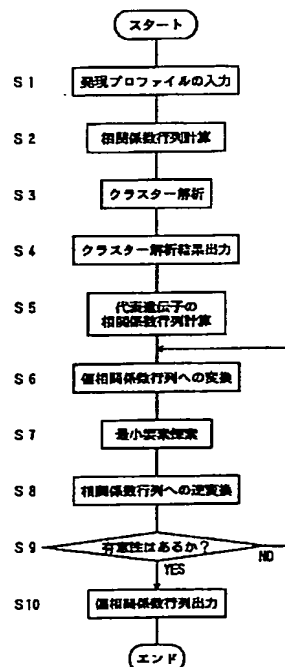 スタート
S1 発現プロファイルの入力
S2 相関係数行列計算
S3 クラスター解析
S4 クラスター解析結果出力
S5 代表遺伝子の
相関係数行列計算
S6 偏相関係数行列への変換
S7 最小要素探索
S8 相関係数行列への逆変換
S9 有意性はあるか?
NO
YES
S10 偏相関係数行列出力
エンド